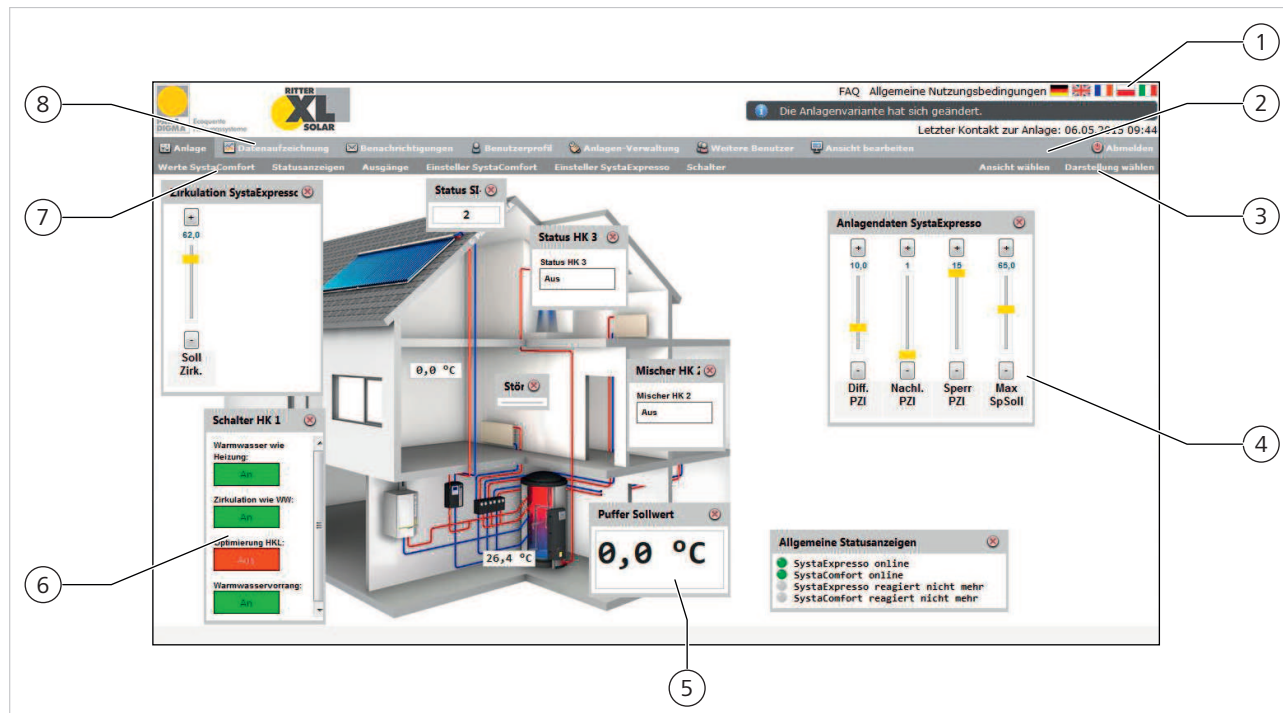 1
2
3
4
5
6
7
8
PARA
DIGMA
RITTER
XL
SOLAR
FAQ Allgemeine Nutzungsbedingungen
Die Anlagenvariante hat sich geändert.
Letzter Kontakt zur Anlage: 06.05.2015 09:44
Anlage Datenaufzeichnung Benachrichtigungen Benutzerprofil Anlagen-Verwaltung Weitere Benutzer Ansicht bearbeiten Abmelden
Werte SystaComfort Statusanzeigen Ausgänge Einsteller SystaComfort Einsteller SystaExpresso Schalter Ansicht wählen Darstellung wählen
Zirkulation SystaExpresso
+
62,0
-
Soll
Zirk.
Status SI-
2
Status HK 3
Status HK 3
Aus
Anlagendaten SystaExpresso
+ + + +
10,0 1 15 65,0
- - - -
Diff. Nachl. Sperr Max
PZI PZI PZI SpSoll
0,0 °C
Stör
Mischer HK 2
Mischer HK 2
Aus
Schalter HK 1
Warmwasser wie
Heizung:
An
Zirkulation wie WW:
An
Optimierung HKL:
Warmwasservorrang:
An
26,4 °C
Puffer Sollwert
0,0 °C
Allgemeine Statusanzeigen
SystaExpresso online
SystaComfort online
SystaExpresso reagiert nicht mehr
SystaComfort reagiert nicht mehr